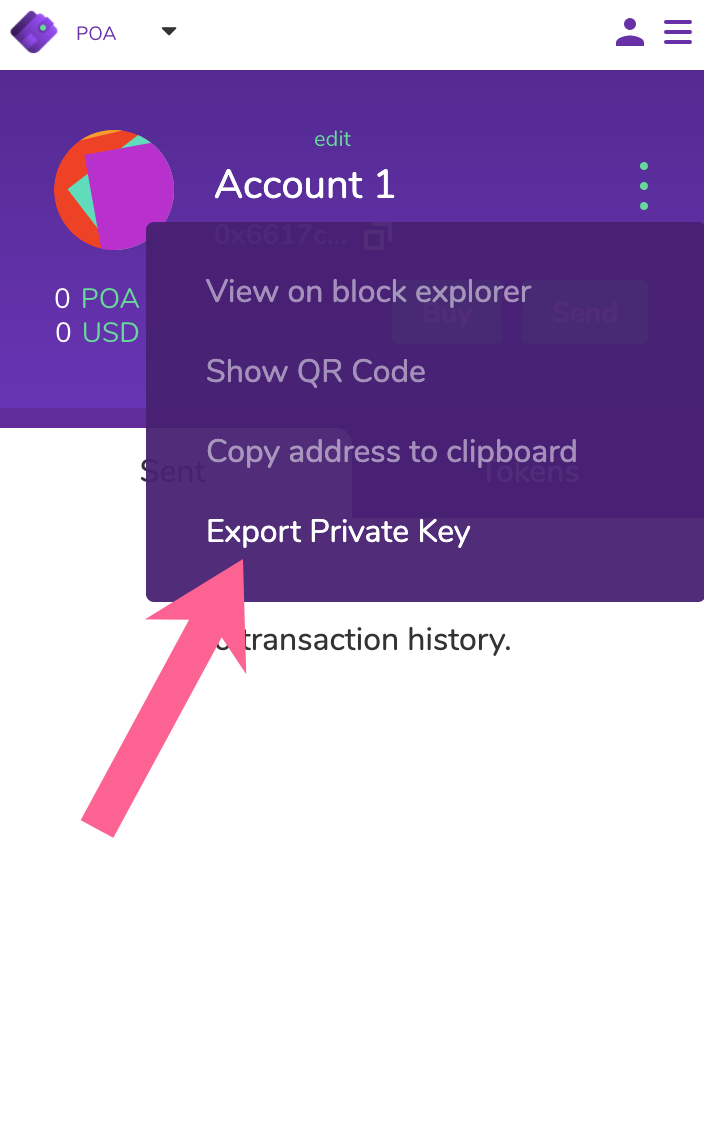 POA
edit
Account 1
0x6617c...
0 POA
0 USD
Buy
Send
View on block explorer
Show QR Code
Copy address to clipboard
Sent
Tokens
Export Private Key
transaction history.